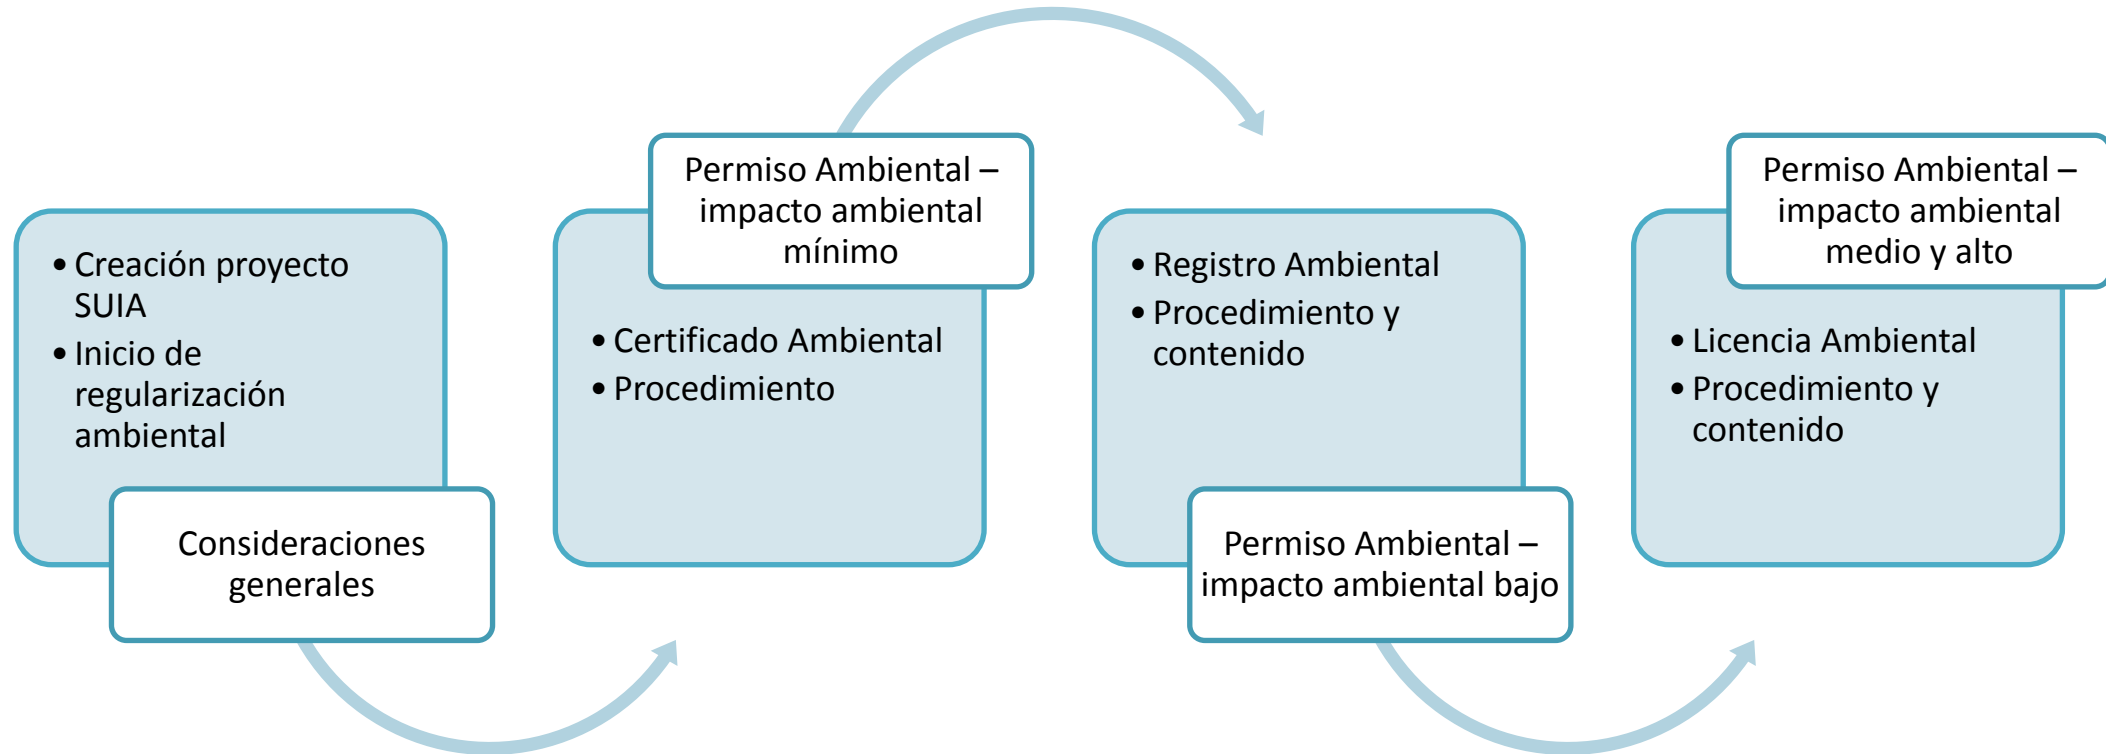 • Creación proyecto
SUIA
• Inicio de
regularización
ambiental
Consideraciones
generales
Permiso Ambiental –
impacto ambiental
mínimo
• Certificado Ambiental
• Procedimiento
• Registro Ambiental
• Procedimiento y
contenido
Permiso Ambiental –
impacto ambiental bajo
Permiso Ambiental –
impacto ambiental
medio y alto
• Licencia Ambiental
• Procedimiento y
contenido